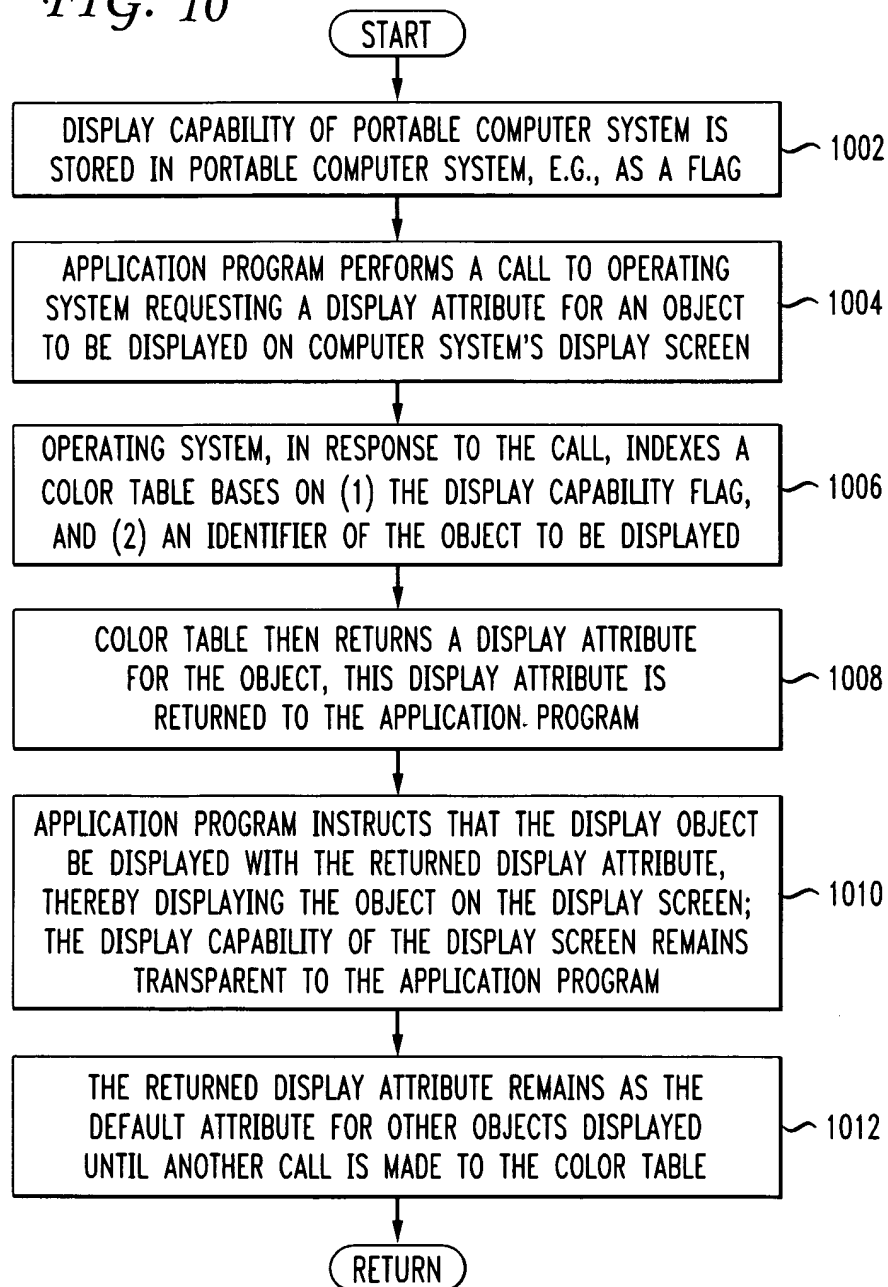 FIG. 10
START
DISPLAY CAPABILITY OF PORTABLE COMPUTER SYSTEM IS
STORED IN PORTABLE COMPUTER SYSTEM, E.G., AS A FLAG
1002
APPLICATION PROGRAM PERFORMS A CALL TO OPERATING
SYSTEM REQUESTING A DISPLAY ATTRIBUTE FOR AN OBJECT
TO BE DISPLAYED ON COMPUTER SYSTEM'S DISPLAY SCREEN
1004
OPERATING SYSTEM, IN RESPONSE TO THE CALL, INDEXES A
COLOR TABLE BASES ON (1) THE DISPLAY CAPABILITY FLAG,
AND (2) AN IDENTIFIER OF THE OBJECT TO BE DISPLAYED
1006
COLOR TABLE THEN RETURNS A DISPLAY ATTRIBUTE
FOR THE OBJECT, THIS DISPLAY ATTRIBUTE IS
RETURNED TO THE APPLICATION PROGRAM
1008
APPLICATION PROGRAM INSTRUCTS THAT THE DISPLAY OBJECT
BE DISPLAYED WITH THE RETURNED DISPLAY ATTRIBUTE,
THEREBY DISPLAYING THE OBJECT ON THE DISPLAY SCREEN;
THE DISPLAY CAPABILITY OF THE DISPLAY SCREEN REMAINS
TRANSPARENT TO THE APPLICATION PROGRAM
1010
THE RETURNED DISPLAY ATTRIBUTE REMAINS AS THE
DEFAULT ATTRIBUTE FOR OTHER OBJECTS DISPLAYED
UNTIL ANOTHER CALL IS MADE TO THE COLOR TABLE
1012
RETURN